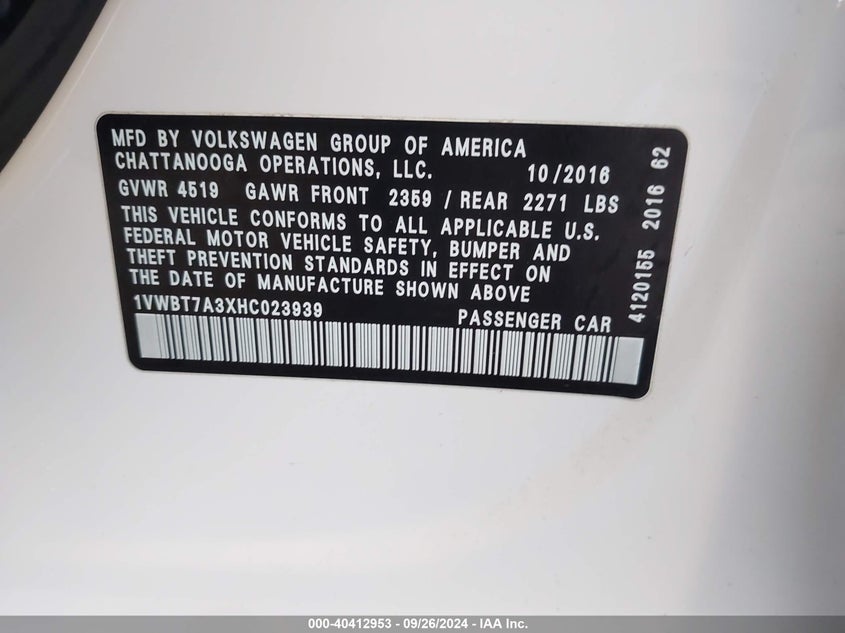 MFD BY VOLKSWAGEN GROUP OF AMERICA
CHATTANOOGA OPERATIONS, LLC. 10/2016
GVWR 4519 GAWR FRONT 2359 / REAR 2271 LBS
THIS VEHICLE CONFORMS TO ALL APPLICABLE U.S.
FEDERAL MOTOR VEHICLE SAFETY, BUMPER AND
THEFT PREVENTION STANDARDS IN EFFECT ON
THE DATE OF MANUFACTURE SHOWN ABOVE
1VWBT7A3XHC023939 PASSENGER CAR
4120155 2016 62
000-40412953 - 09/26/2024 - IAA Inc.